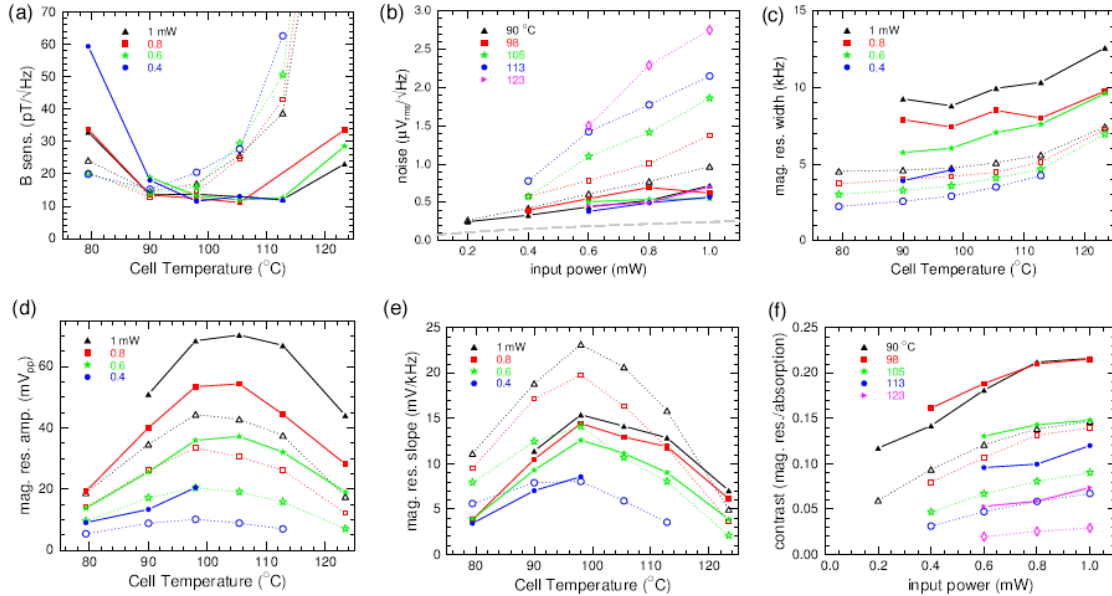 (a)
B sens. (pT/√Hz)
70
60
50
40
30
20
10
0
1 mW
0.8
0.6
0.4
80 90 100 110 120
Cell Temperature (°C)
(b)
noise (μVrms/√Hz)
3.0
2.5
2.0
1.5
1.0
0.5
0.0
90 °C
98
105
113
123
0.2 0.4 0.6 0.8 1.0
input power (mW)
(c)
mag. res. width (kHz)
15
10
5
0
1 mW
0.8
0.6
0.4
80 90 100 110 120
Cell Temperature (°C)
(d)
mag. res. amp. (mVpp)
60
40
20
0
1 mW
0.8
0.6
0.4
80 90 100 110 120
Cell Temperature (°C)
(e)
mag. res. slope (mV/kHz)
25
20
15
10
5
0
1 mW
0.8
0.6
0.4
80 90 100 110 120
Cell Temperature (°C)
(f)
contrast (mag. res./absorption)
0.25
0.20
0.15
0.10
0.05
0.00
90 °C
98
105
113
123
0.0 0.2 0.4 0.6 0.8 1.0
input power (mW)